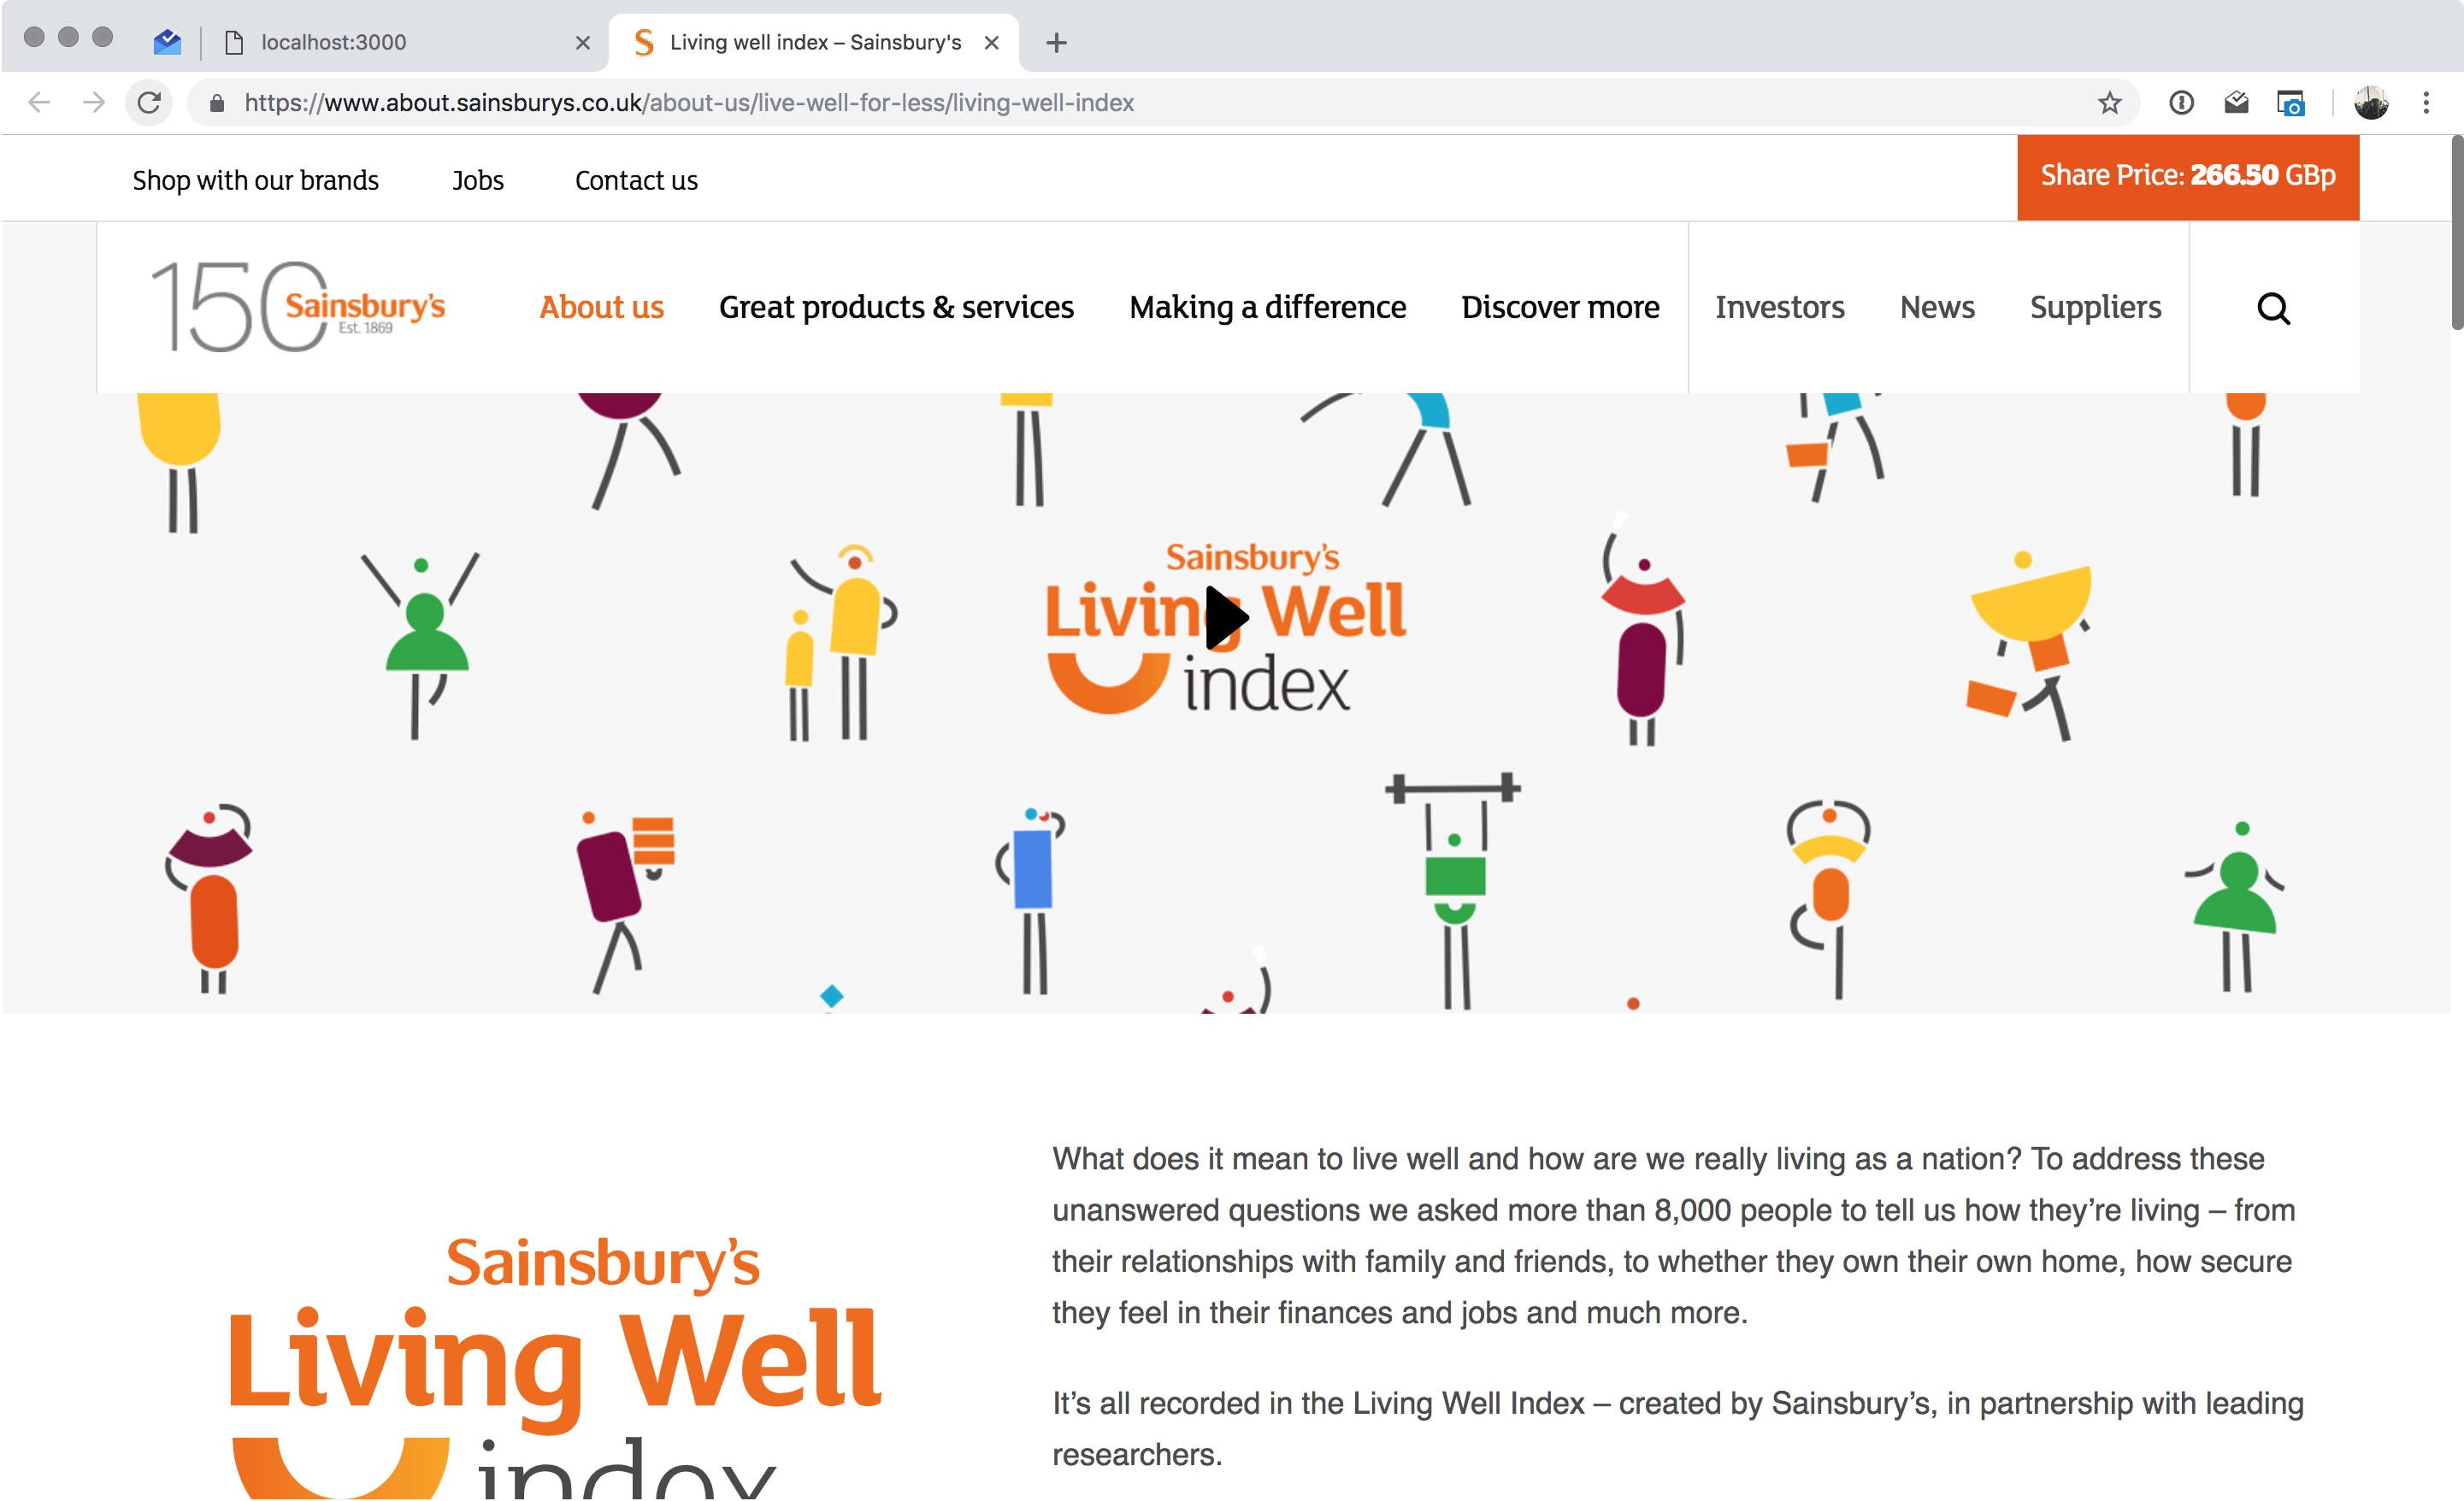 localhost:3000
Living well index – Sainsbury's
https://www.about.sainsburys.co.uk/about-us/live-well-for-less/living-well-index
Shop with our brands
Jobs
Contact us
Share Price: 266.50 GBp
150
Sainsbury's
Est. 1869
About us
Great products & services
Making a difference
Discover more
Investors
News
Suppliers
Sainsbury's
Living Well
index
What does it mean to live well and how are we really living as a nation? To address these
unanswered questions we asked more than 8,000 people to tell us how they’re living – from
their relationships with family and friends, to whether they own their own home, how secure
they feel in their finances and jobs and much more.
It’s all recorded in the Living Well Index – created by Sainsbury’s, in partnership with leading
researchers.
Sainsbury's
Living Well
index